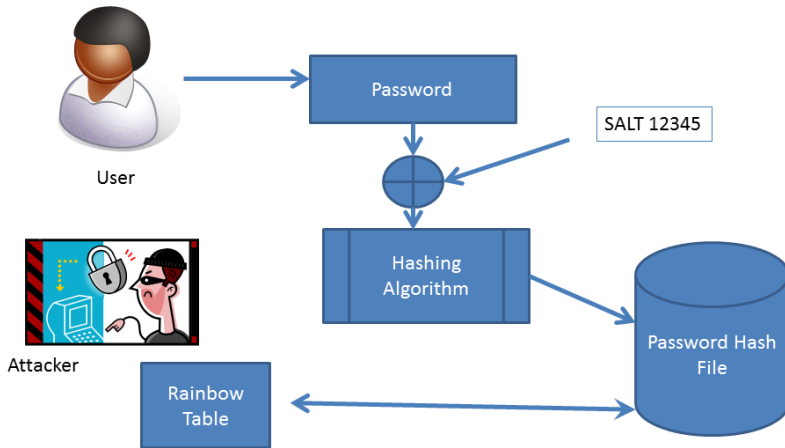 Password
SALT 12345
User
Hashing
Algorithm
Password Hash
File
Attacker
Rainbow
Table